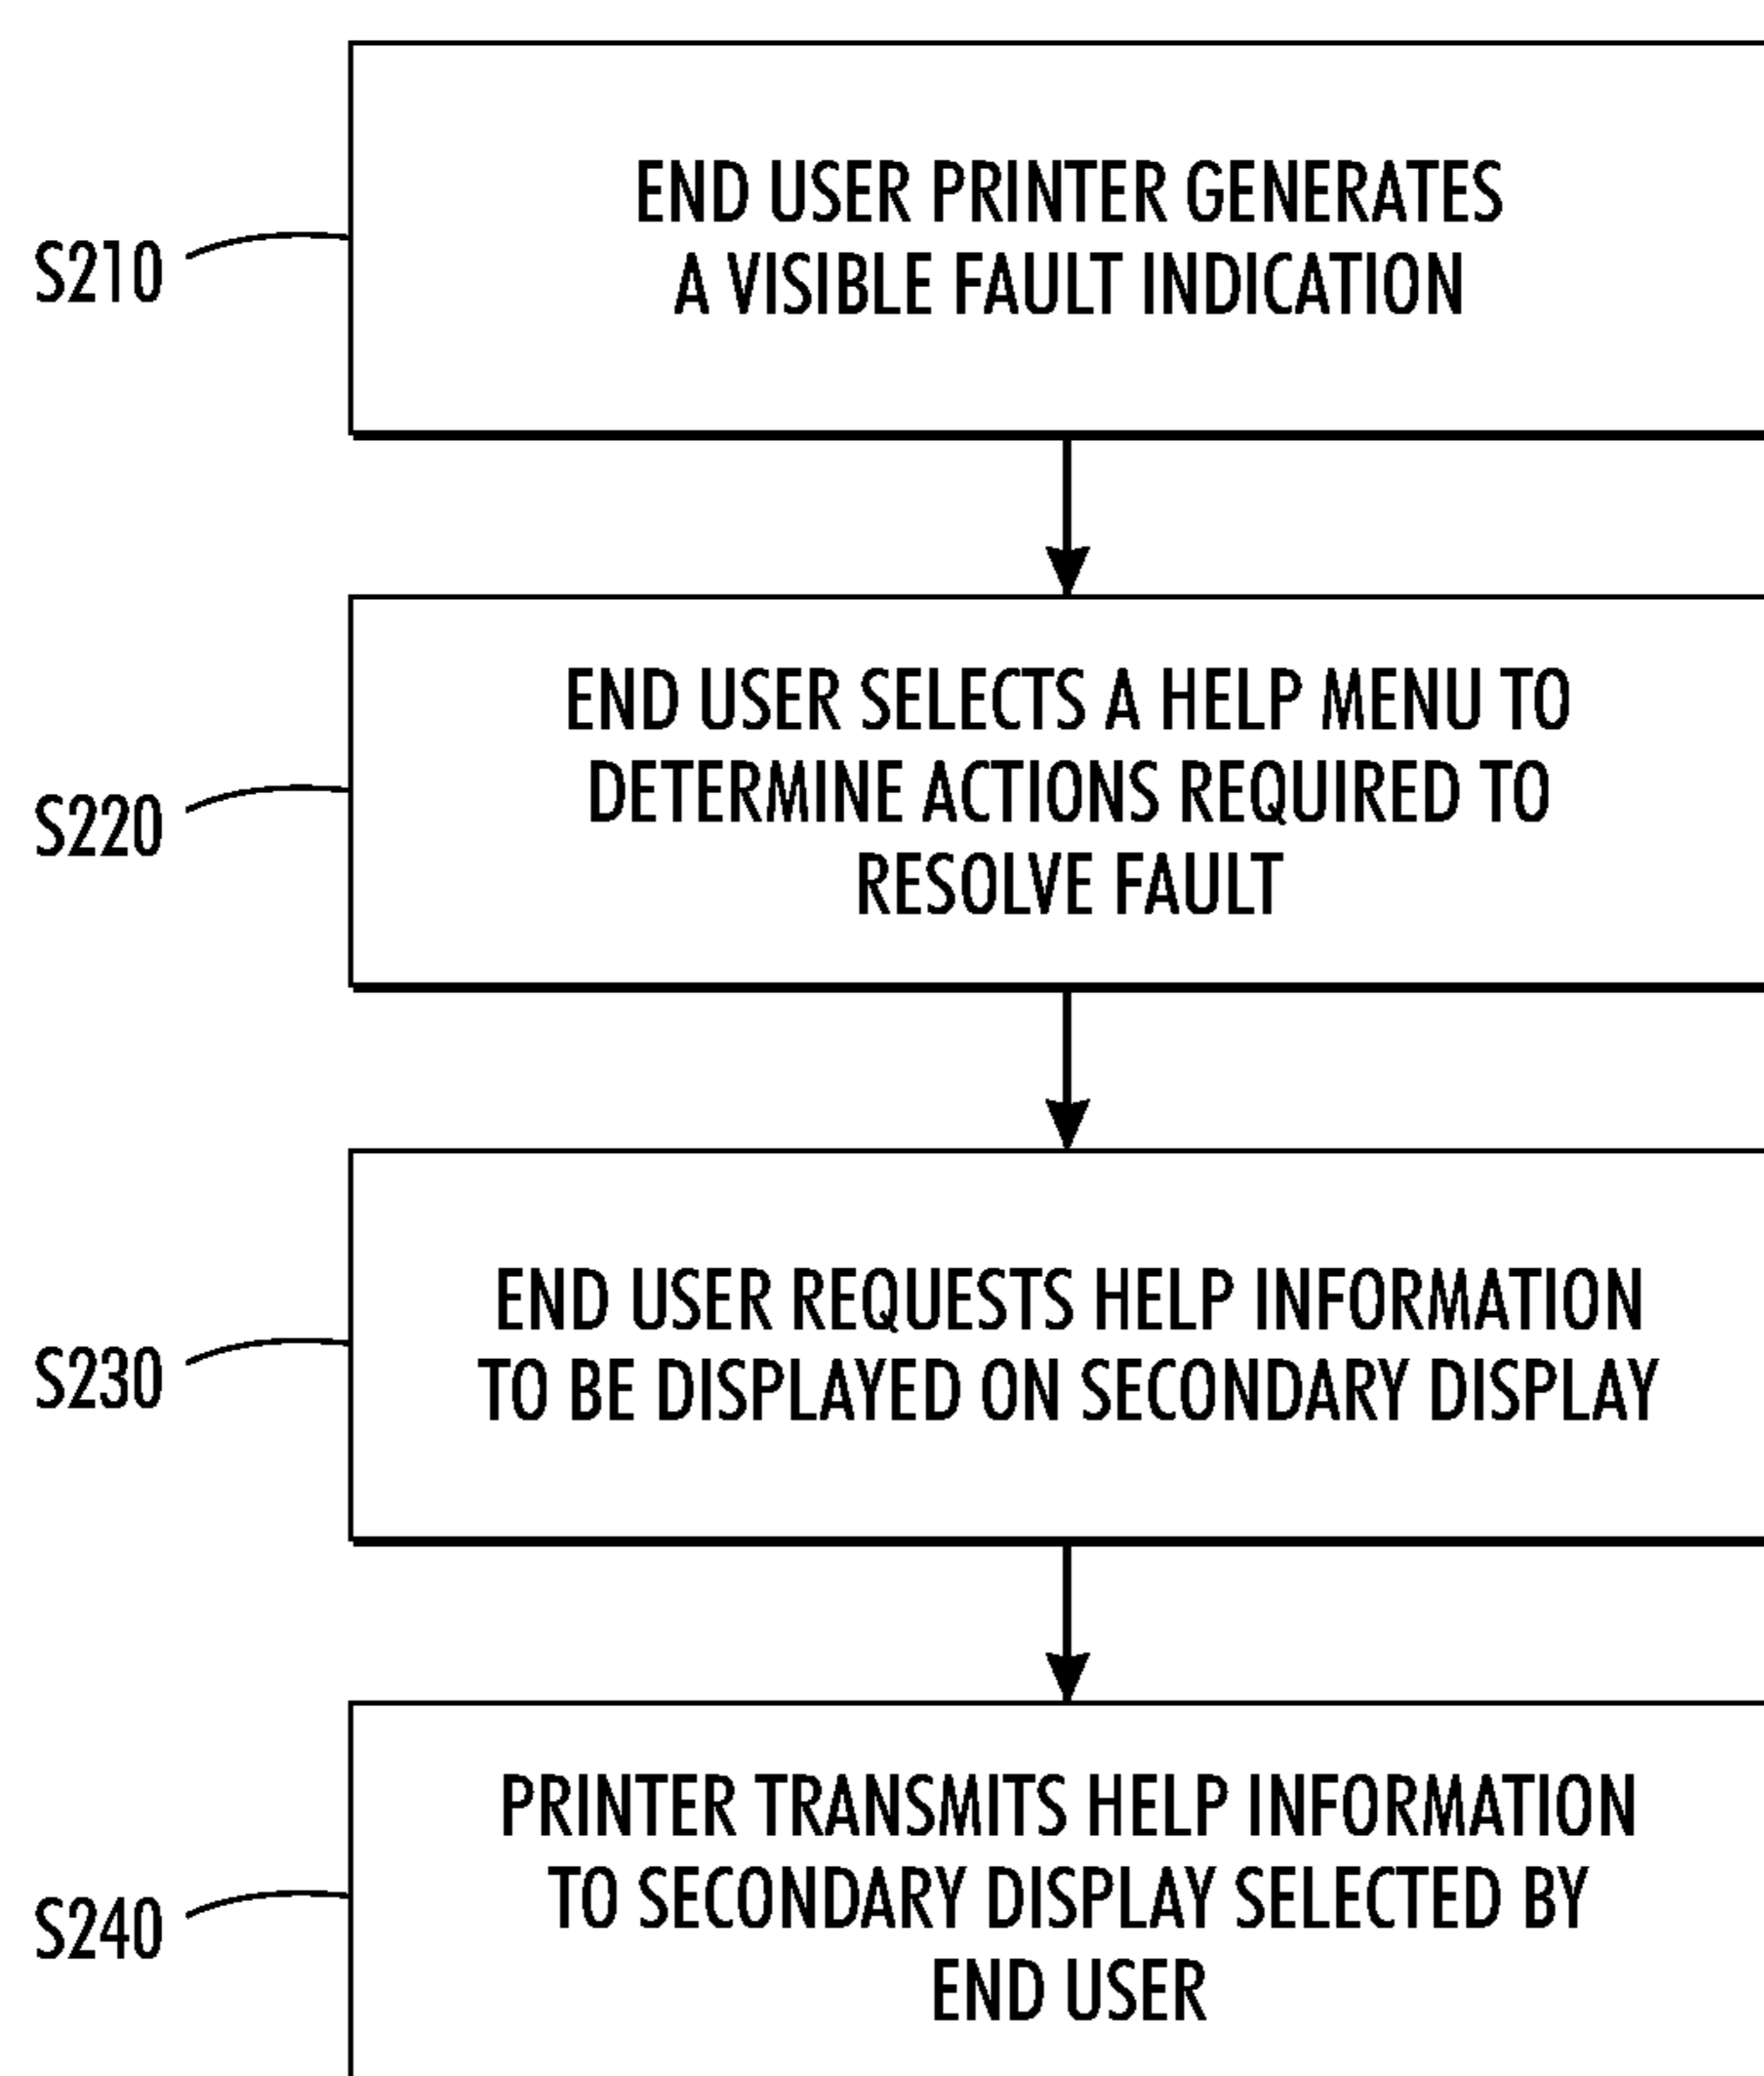 S210
END USER PRINTER GENERATES
A VISIBLE FAULT INDICATION
S220
END USER SELECTS A HELP MENU TO
DETERMINE ACTIONS REQUIRED TO
RESOLVE FAULT
S230
END USER REQUESTS HELP INFORMATION
TO BE DISPLAYED ON SECONDARY DISPLAY
S240
PRINTER TRANSMITS HELP INFORMATION
TO SECONDARY DISPLAY SELECTED BY
END USER